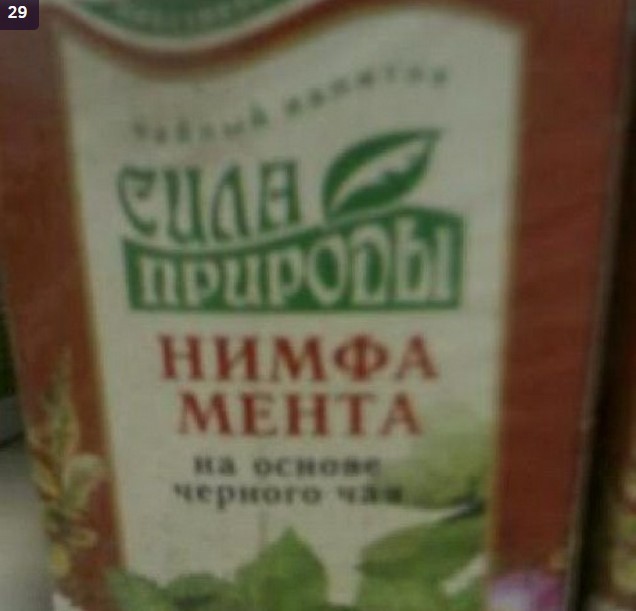 29
чайный напиток
СИЛА
ПРИРОДЫ
НИМФА
МЕНТА
на основе
черного чая